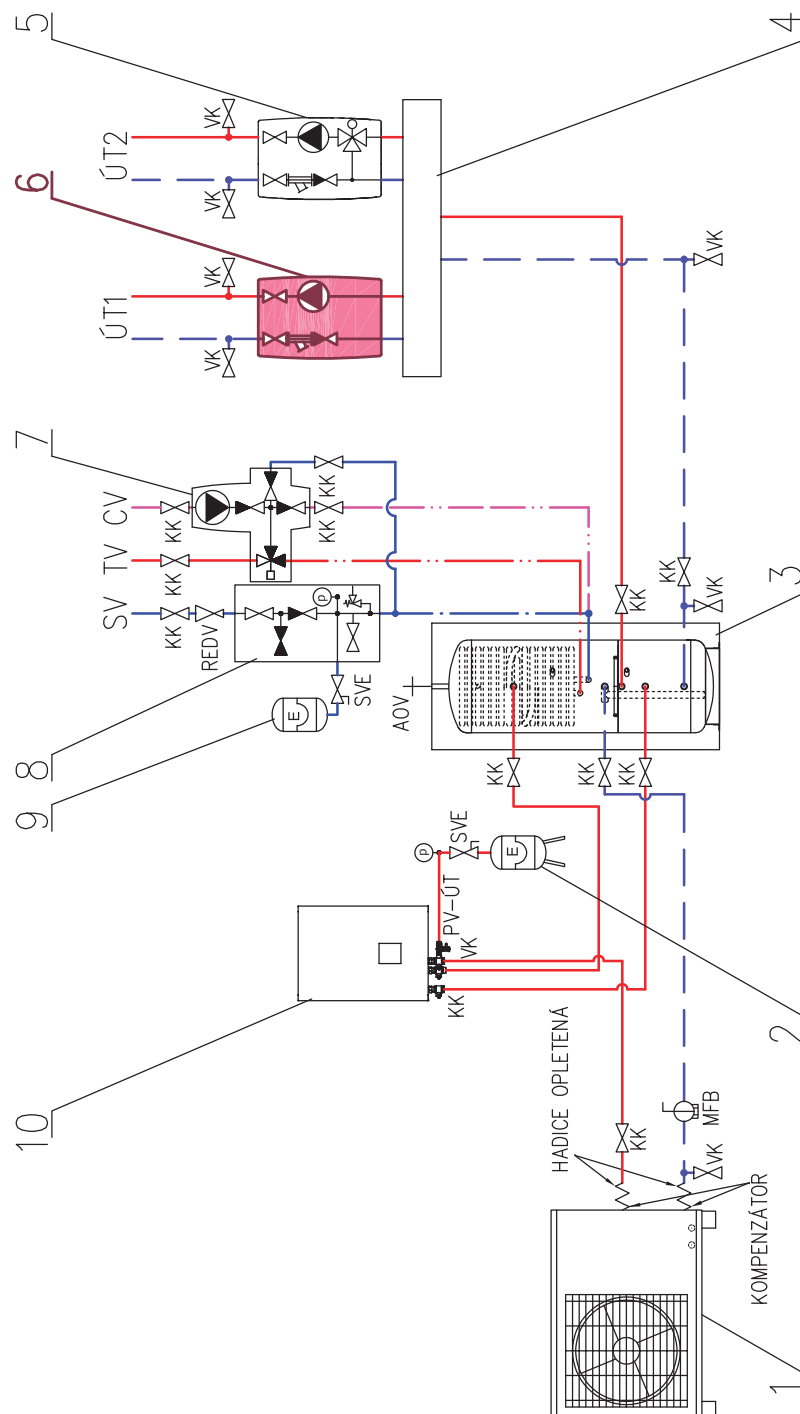 10
9
8
7
6
5
SV
TV
CV
ÚT1
ÚT2
KK
KK
KK
VK
VK
VK
VK
REDV
E
p
KK
KK
SVE
AOV
p
PV-ÚT
SVE
KK
VK
E
KK
KK
KK
HADICE OPLETENÁ
KK
KK
KK
MFB
VK
VK
VK
KOMPENZÁTOR
1
2
3
4